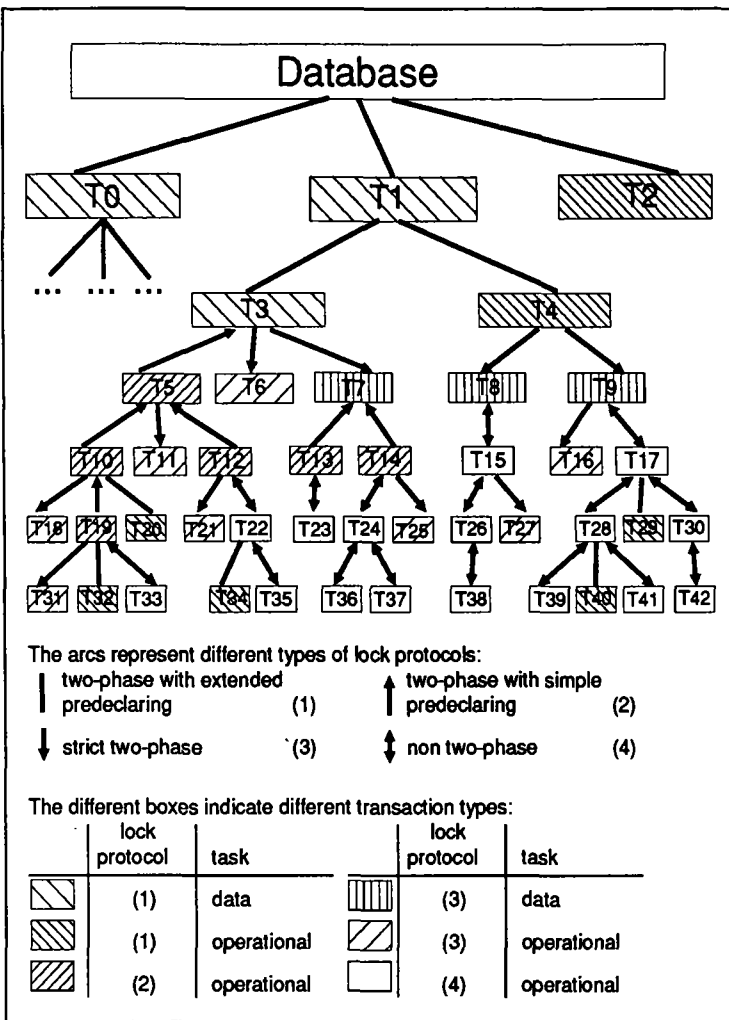 Database
T0 T1 T2
... ... ...
T3 T4
T5 T6 T7 T8 T9
T10 T11 T12 T13 T14 T15 T16 T17
T18 T19 T20 T21 T22 T23 T24 T25 T26 T27 T28 T29 T30
T31 T32 T33 T34 T35 T36 T37 T38 T39 T40 T41 T42
The arcs represent different types of lock protocols:
two-phase with extended predeclaring (1)
two-phase with simple predeclaring (2)
strict two-phase (3)
non two-phase (4)
The different boxes indicate different transaction types:
lock protocol task lock protocol task
(1) data (3) data
(1) operational (3) operational
(2) operational (4) operational